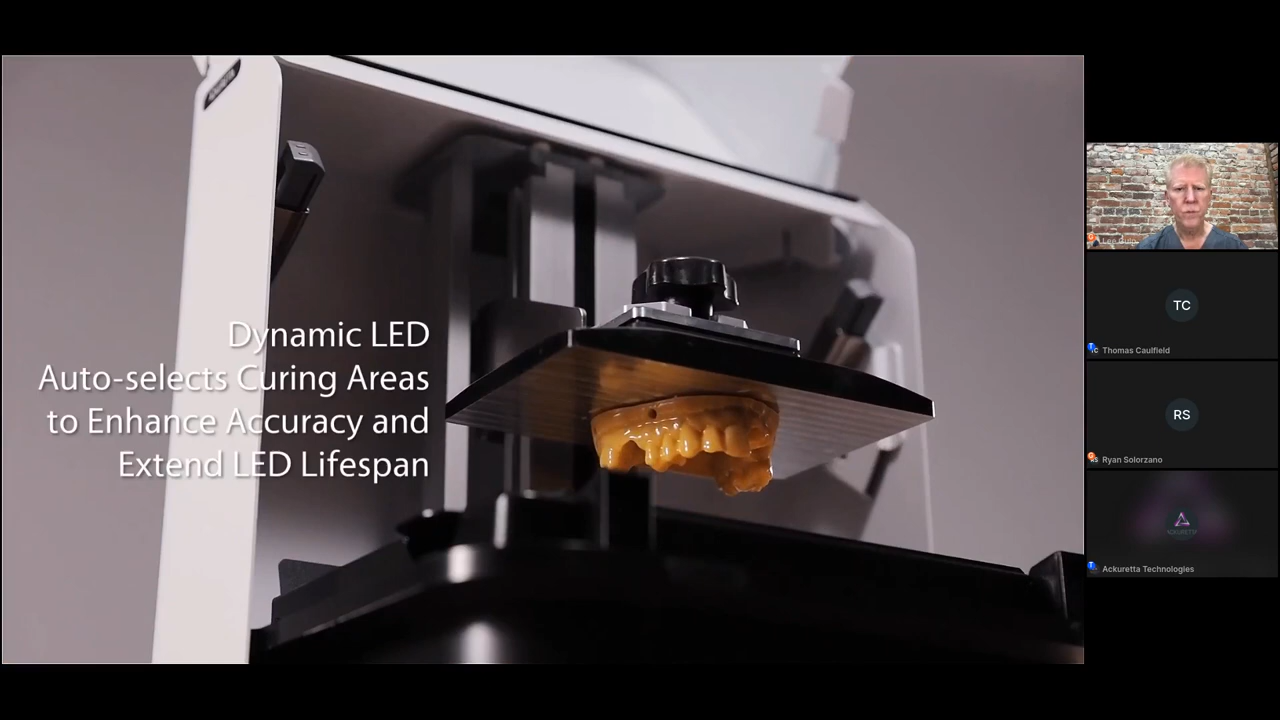 Dynamic LED
Auto-selects Curing Areas
to Enhance Accuracy and
Extend LED Lifespan
TC
Thomas Caulfield
RS
Ryan Solorzano
Ackuretta Technologies